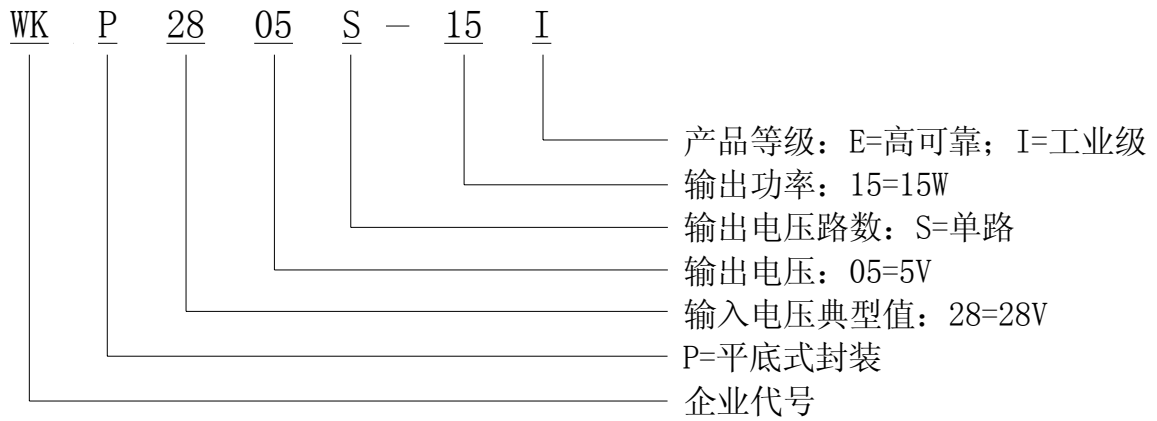 WK P 28 05 S - 15 I
产品等级：E=高可靠；I=工业级
输出功率：15=15W
输出电压路数：S=单路
输出电压：05=5V
输入电压典型值：28=28V
P=平底式封装
企业代号